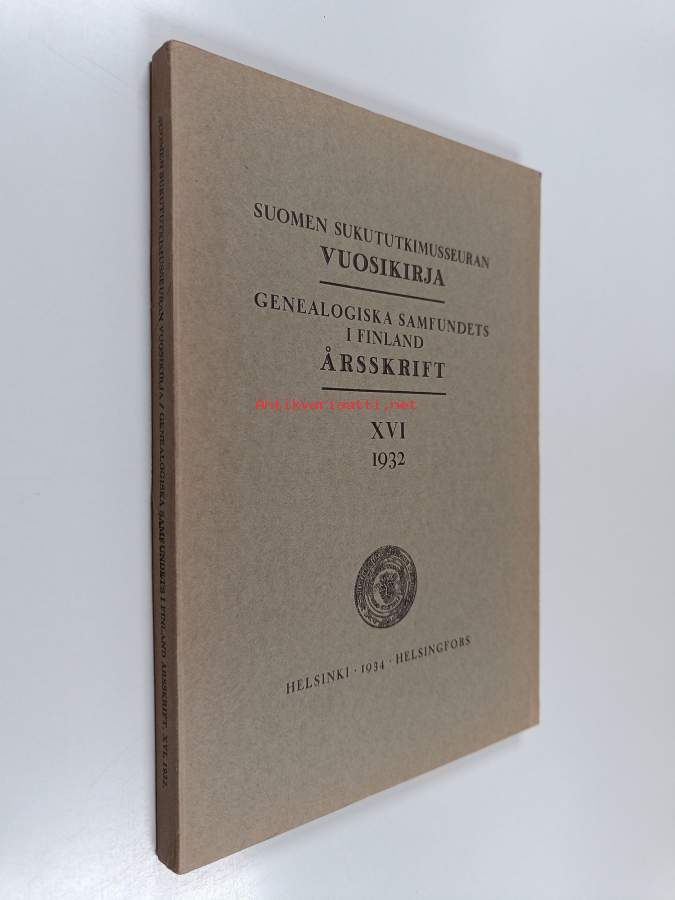 SUOMEN SUKUTUTKIMUSSEURAN
VUOSIKIRJA
GENEALOGISKA SAMFUNDETS
I FINLAND
ÅRSSKRIFT
Antikvariaatti.net
XVI
1932
HELSINKI · 1934 · HELSINGFORS
SUOMEN SUKUTUTKIMUSSEURAN VUOSIKIRJA / GENEALOGISKA SAMFUNDETS I FINLAND ÅRSSKRIFT. XVI. 1932